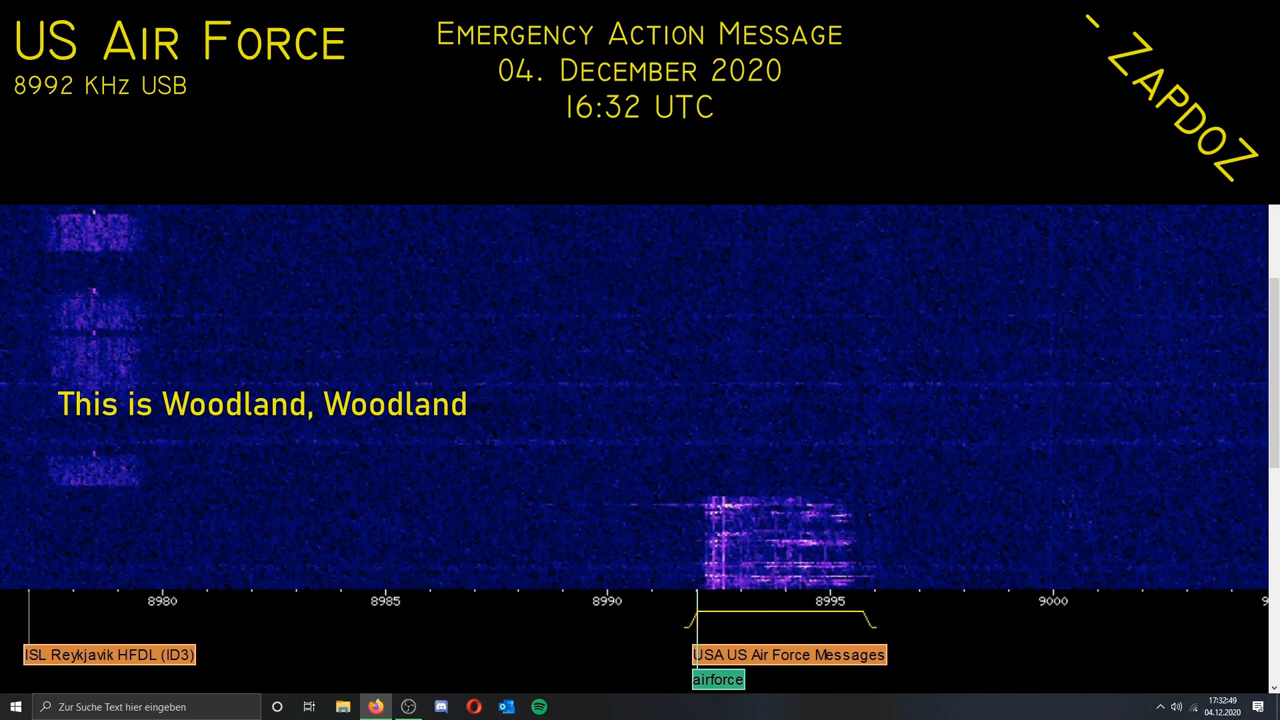 US Air Force
8992 KHz USB
Emergency Action Message
04. December 2020
16:32 UTC
- ZAPDOZ
This is Woodland, Woodland
8980
8985
8990
8995
9000
9
ISL Reykjavik HFDL (ID3)
USA US Air Force Messages
airforce
Zur Suche Text hier eingeben
17:32:49
04.12.2020